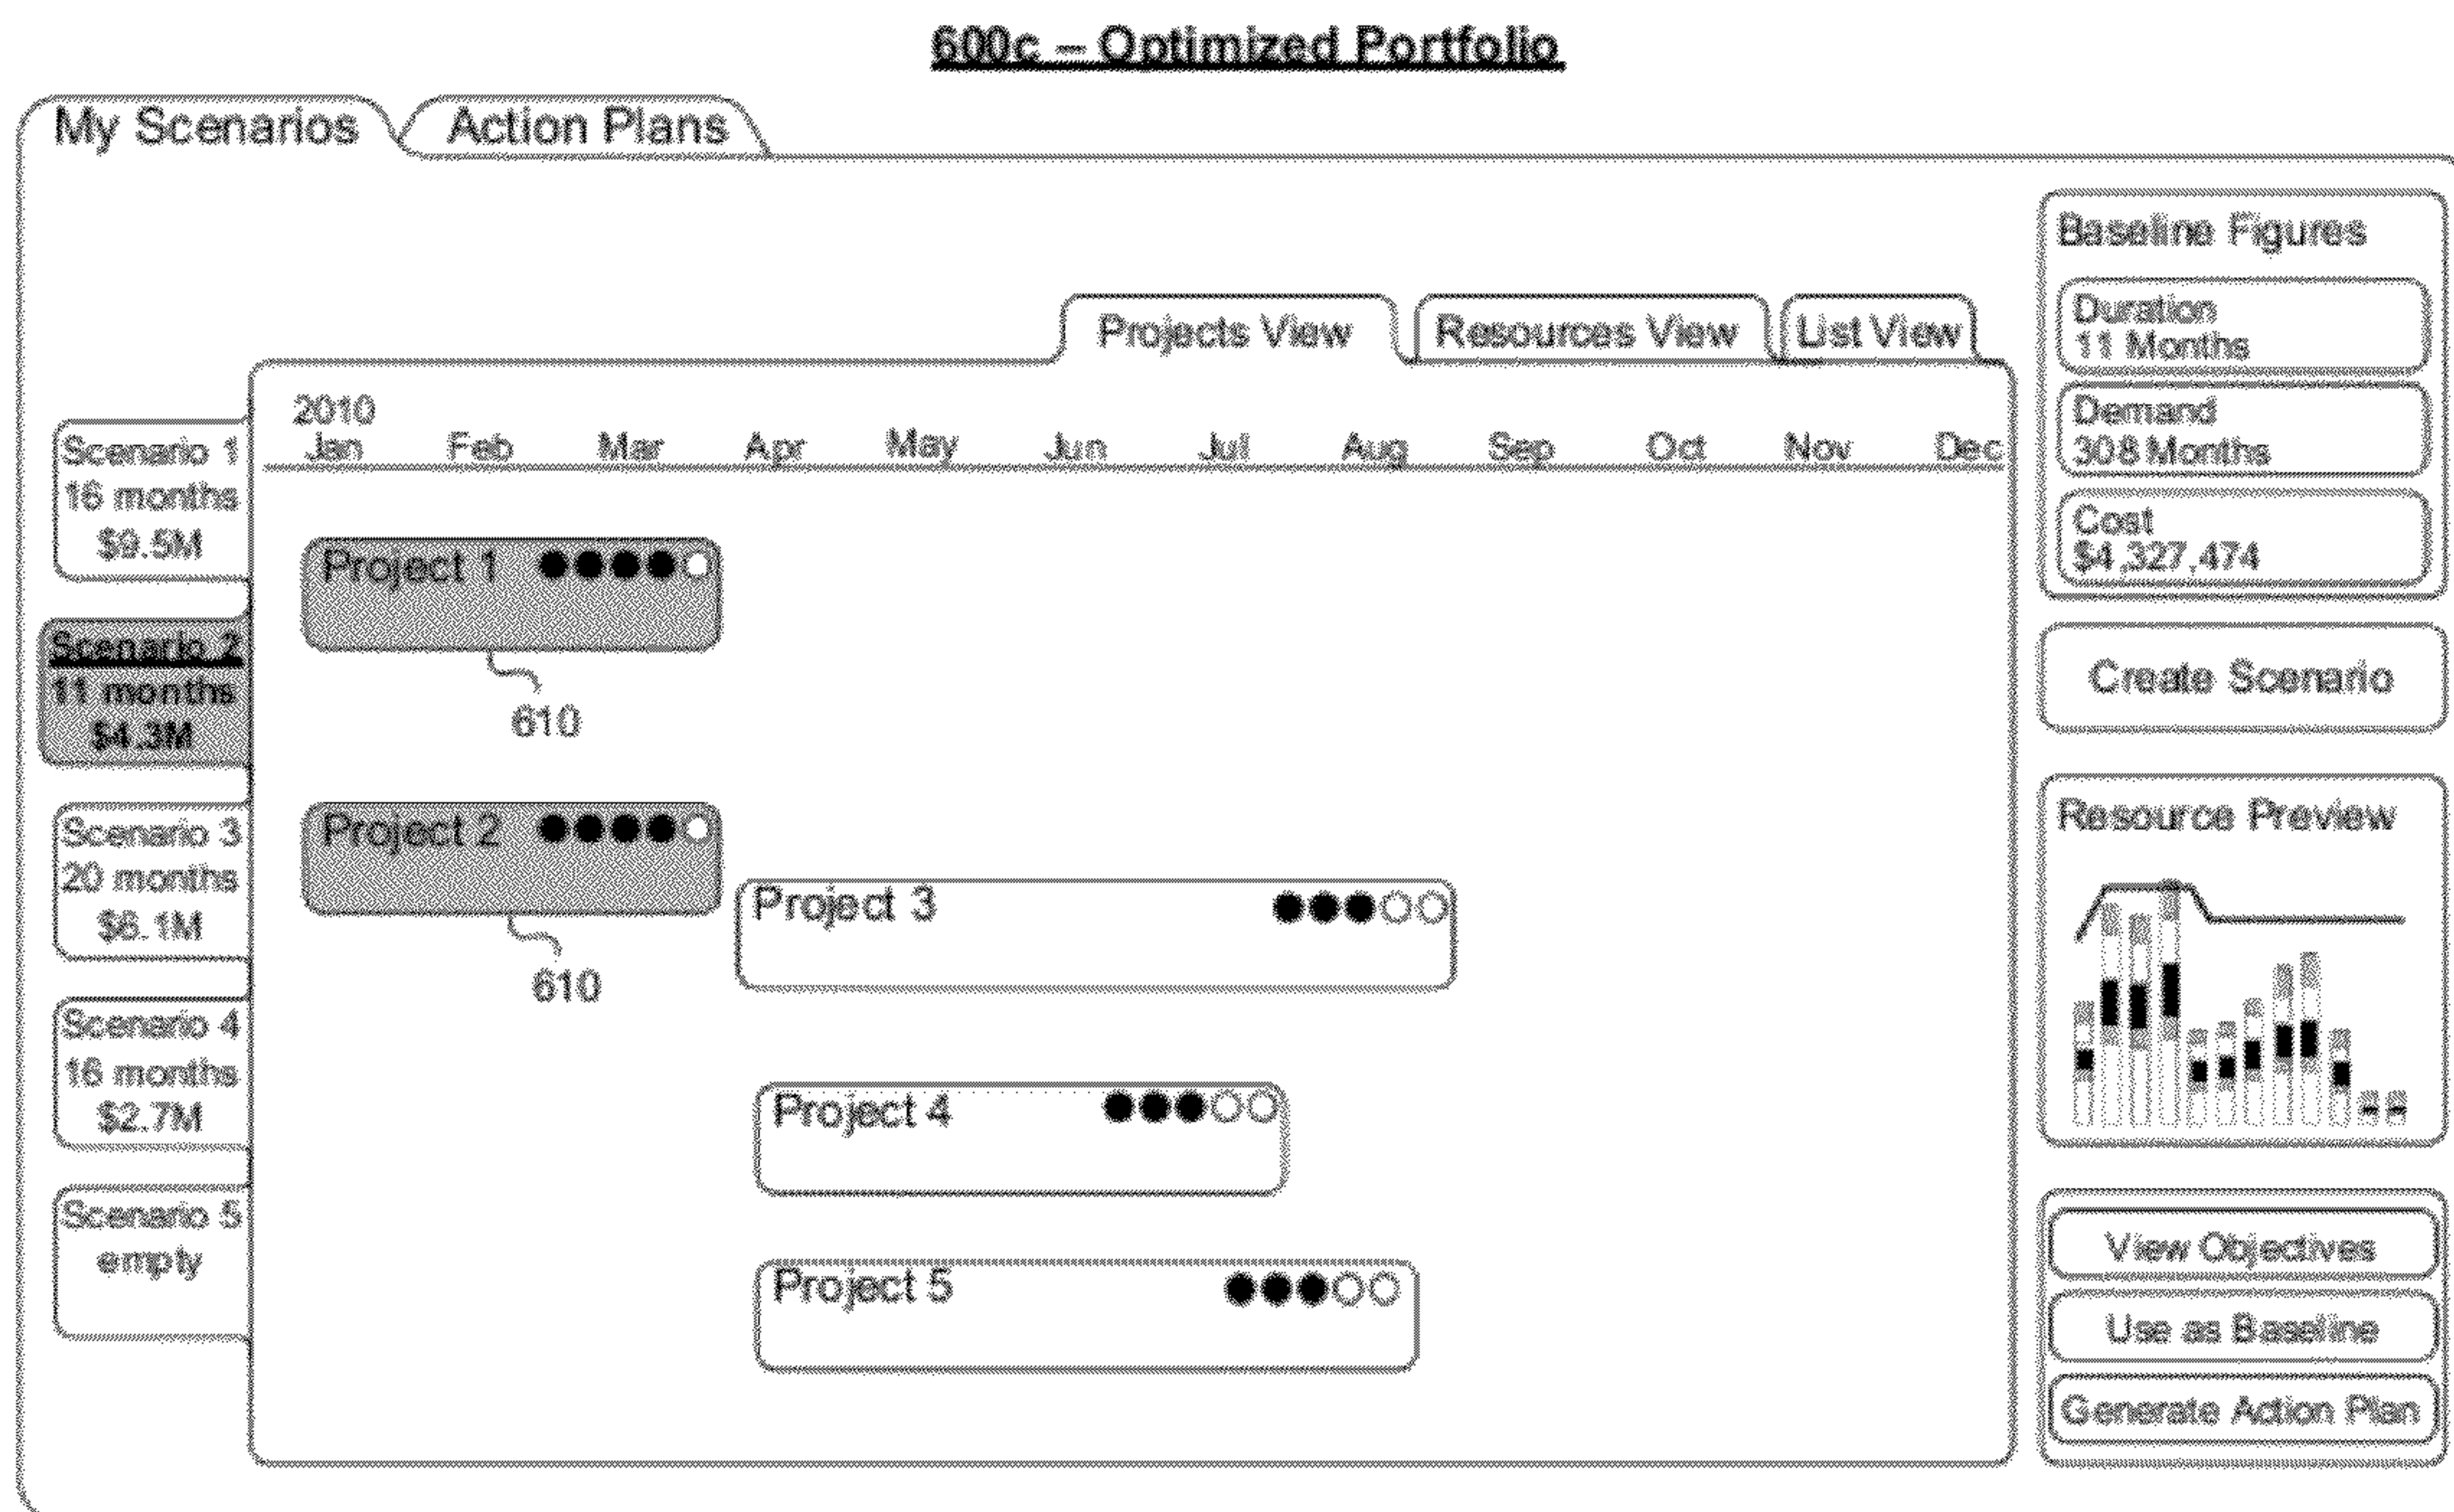 600c – Optimized Portfolio
My Scenarios
Action Plans
Projects View
Resources View
List View
2010
Jan Feb Mar Apr May Jun Jul Aug Sep Oct Nov Dec
Scenario 1
16 months
$9.5M
Scenario 2
11 months
$4.3M
Scenario 3
20 months
$6.1M
Scenario 4
16 months
$2.7M
Scenario 5
empty
Project 1
610
Project 2
610
Project 3
Project 4
Project 5
Baseline Figures
Duration
11 Months
Demand
308 Months
Cost
$4,327,474
Create Scenario
Resource Preview
View Objectives
Use as Baseline
Generate Action Plan